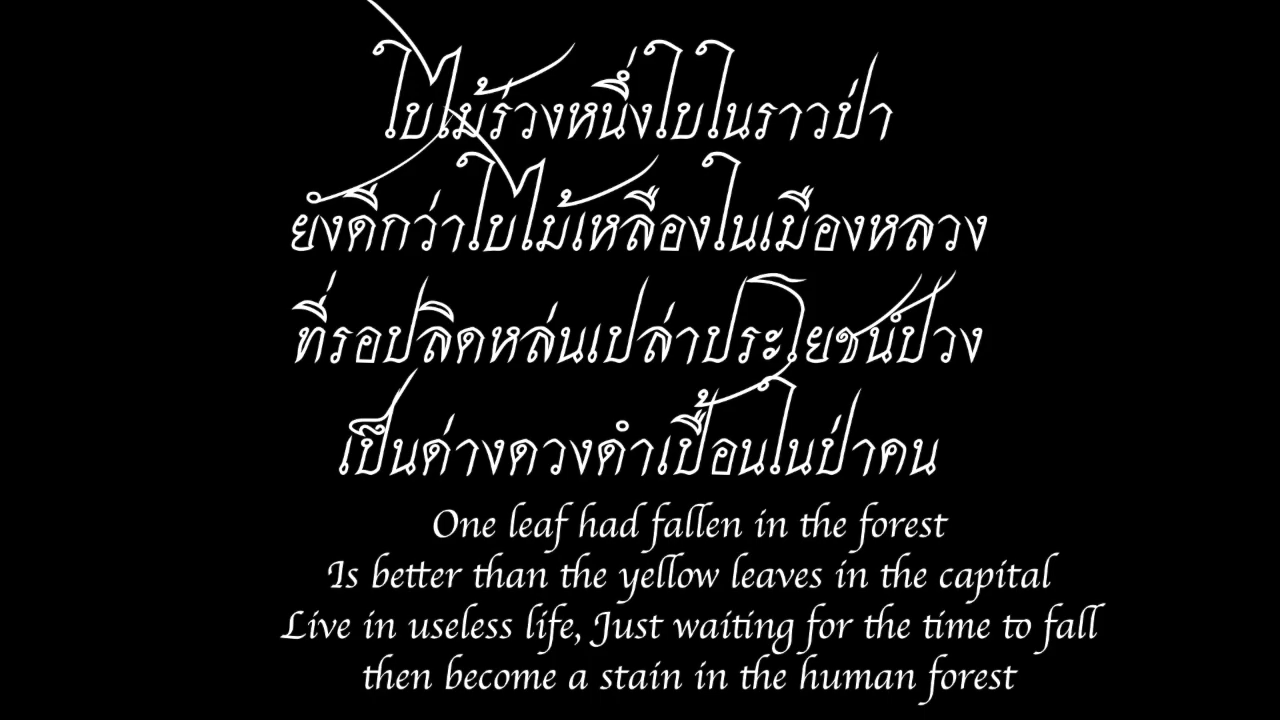 ใบไม้ร่วงหนึ่งใบในราวป่า
ยังดีกว่าใบไม้เหลืองในเมืองหลวง
ที่รอปลิดหล่นเปล่าประโยชน์ปวง
เป็นด่างดวงดำเปื้อนในป่าคน
One leaf had fallen in the forest
Is better than the yellow leaves in the capital
Live in useless life, Just waiting for the time to fall
then become a stain in the human forest